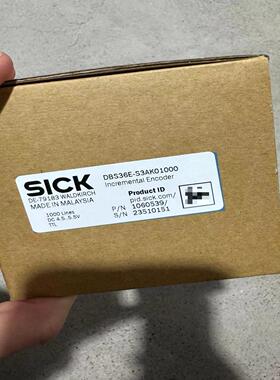 SICK
DE-79183 WALDKIRCH
MADE IN MALAYSIA
1000 Lines
DC 4.5...5.5V
TTL
DBS36E-S3AK01000
Incremental Encoder
Product ID
pid.sick.com/
P/N 1060539/
S/N 23510151